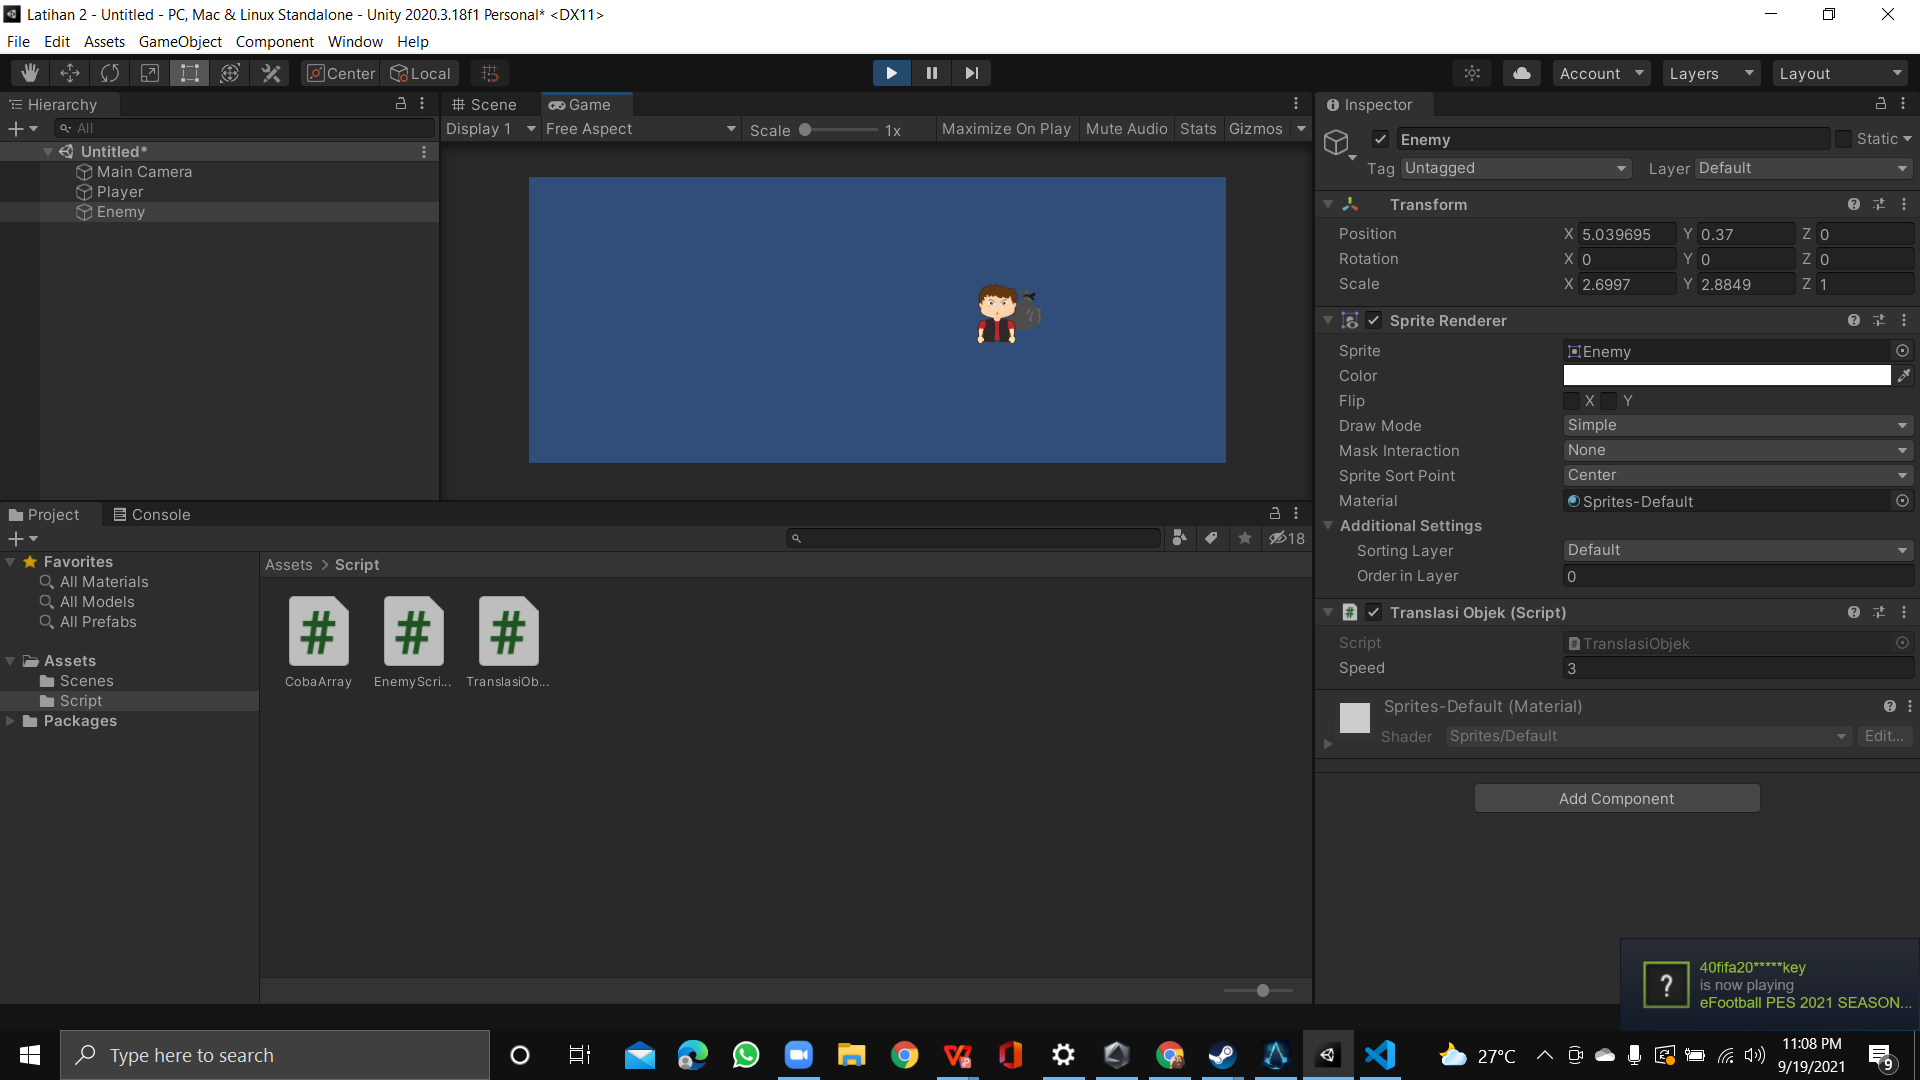 Latihan 2 - Untitled - PC, Mac & Linux Standalone - Unity 2020.3.18f1 Personal* <DX11>
File Edit Assets GameObject Component Window Help
Center Local Account Layers Layout
Hierarchy
All
Untitled*
Main Camera
Player
Enemy
Scene Game
Display 1 Free Aspect Scale 1x Maximize On Play Mute Audio Stats Gizmos
Project Console
18
Favorites
All Materials
All Models
All Prefabs
Assets
Scenes
Script
Packages
Assets > Script
CobaArray EnemyScri... TranslasiOb...
Inspector
Enemy Static
Tag Untagged Layer Default
Transform
Position X 5.039695 Y 0.37 Z 0
Rotation X 0 Y 0 Z 0
Scale X 2.6997 Y 2.8849 Z 1
Sprite Renderer
Sprite Enemy
Color
Flip X Y
Draw Mode Simple
Mask Interaction None
Sprite Sort Point Center
Material Sprites-Default
Additional Settings
Sorting Layer Default
Order in Layer 0
Translasi Objek (Script)
Script TranslasiObjek
Speed 3
Sprites-Default (Material)
Shader Sprites/Default Edit...
Add Component
40fifa20*****key
is now playing
eFootball PES 2021 SEASON...
Type here to search
27°C
11:08 PM
9/19/2021
9